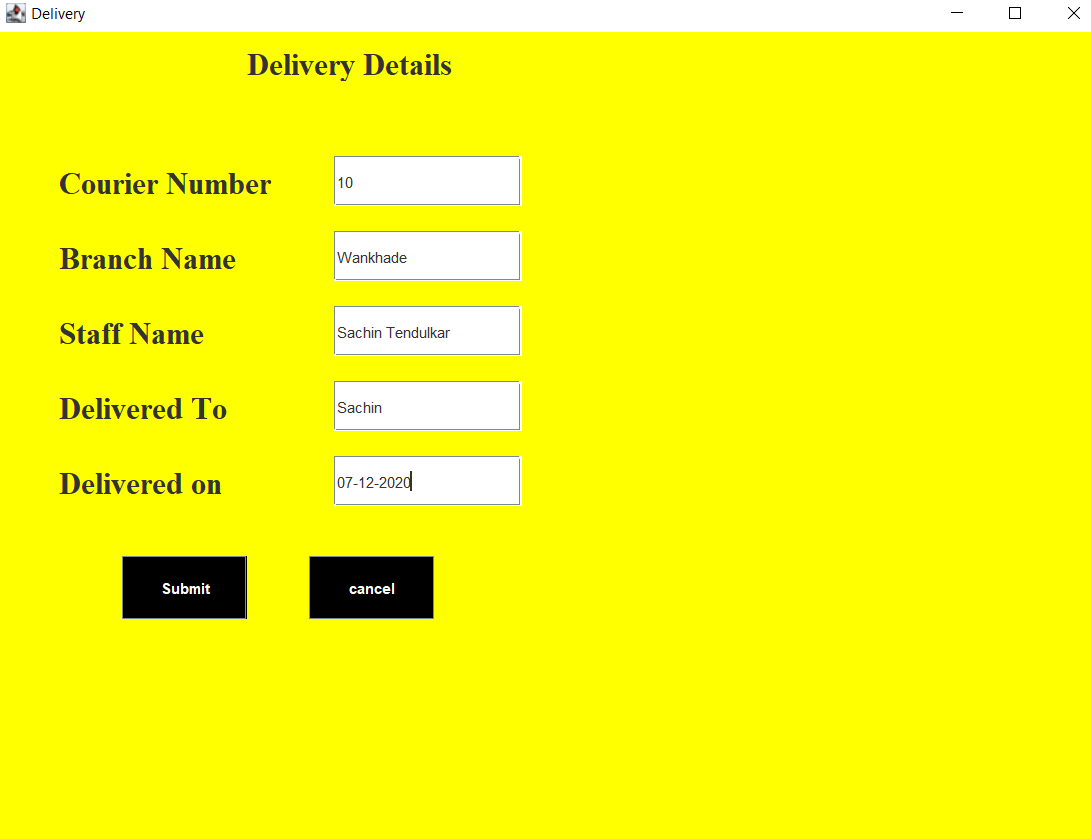 Delivery
Delivery Details
Courier Number 10
Branch Name Wankhade
Staff Name Sachin Tendulkar
Delivered To Sachin
Delivered on 07-12-2020
Submit cancel